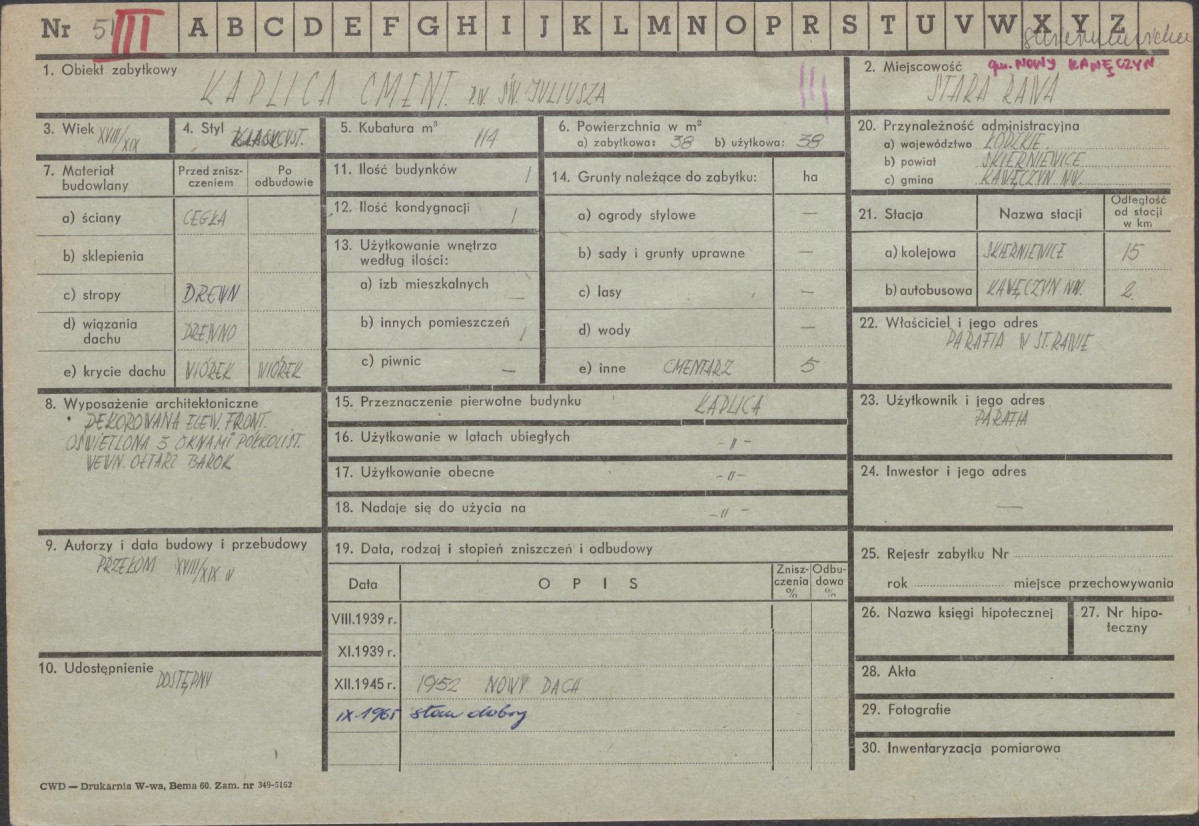 Nr 5 III A B C D E F G H I J K L M N O P R S T U V W X Y Z
1. Obiekt zabytkowy
KAPLICA CMENT. P.W. ŚW. JULIUSZA
III
2. Miejscowość
gm. NOWY KAWĘCZYN
STARA RAWA
3. Wiek XVIII/XIX
4. Styl KLASYCYST.
5. Kubatura m³
114
6. Powierzchnia w m²
a) zabytkowa: 38 b) użytkowa: 38
7. Materiał budowlany
Przed zniszczeniem
Po odbudowie
a) ściany CEGŁA
b) sklepienia
c) stropy DREWN
d) wiązania dachu DREWNO
e) krycie dachu WIÓREK WIÓREK
8. Wyposażenie architektoniczne
DEKOROWANA ELEW. FRONT.
OŚWIETLONA 5 OKNAMI PÓŁKOLIST.
WEWN. OŁTARZ BAROK
9. Autorzy i data budowy i przebudowy
PRZEŁOM XVIII/XIX W
10. Udostępnienie
DOSTĘPNY
CWD — Drukarnia W-wa, Bema 60. Zam. nr 349-5162
11. Ilość budynków 1
12. Ilość kondygnacji 1
13. Użytkowanie wnętrza
według ilości:
a) izb mieszkalnych —
b) innych pomieszczeń 1
c) piwnic —
14. Grunty należące do zabytku: ha
a) ogrody stylowe —
b) sady i grunty uprawne —
c) lasy —
d) wody —
e) inne CMENTARZ 5
15. Przeznaczenie pierwotne budynku KAPLICA
16. Użytkowanie w latach ubiegłych -"-
17. Użytkowanie obecne -"-
18. Nadaje się do użycia na -"-
19. Data, rodzaj i stopień zniszczeń i odbudowy
Data
OPIS
Zniszczenia %
Odbudowa %
VIII.1939 r.
XI.1939 r.
XII.1945 r. 1952 NOWY DACH
IX.1965 stan dobry
20. Przynależność administracyjna
a) województwo ŁÓDZKIE
b) powiat SKIERNIEWICE
c) gmina KAWĘCZYN NW.
21. Stacja
Nazwa stacji
Odległość od stacji w km
a) kolejowa SKIERNIEWICE 15
b) autobusowa KAWĘCZYN NW. 2
22. Właściciel i jego adres
PARAFIA W ST. RAWIE
23. Użytkownik i jego adres
PARAFIA
24. Inwestor i jego adres
—
25. Rejestr zabytku Nr
rok miejsce przechowywania
26. Nazwa księgi hipotecznej
27. Nr hipoteczny
28. Akta
29. Fotografie
30. Inwentaryzacja pomiarowa